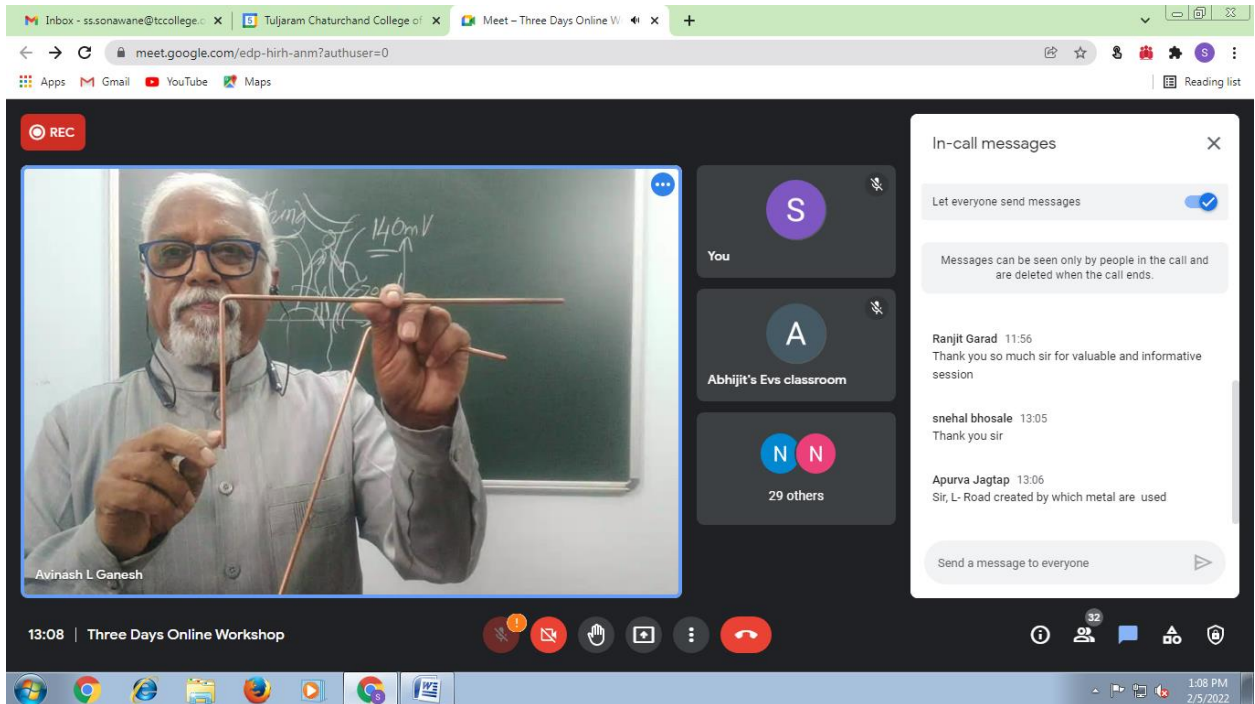 Inbox - ss.sonawane@tccollege.o
Tuljaram Chaturchand College of
Meet – Three Days Online W
meet.google.com/edp-hirh-anm?authuser=0
S
Apps Gmail YouTube Maps
Reading list
REC
In-call messages
Let everyone send messages
Messages can be seen only by people in the call and
are deleted when the call ends.
Ranjit Garad 11:56
Thank you so much sir for valuable and informative
session
snehal bhosale 13:05
Thank you sir
Apurva Jagtap 13:06
Sir, L- Road created by which metal are used
Send a message to everyone
140mV
Avinash L Ganesh
S
You
A
Abhijit's Evs classroom
N N
29 others
13:08 | Three Days Online Workshop
32
1:08 PM
2/5/2022